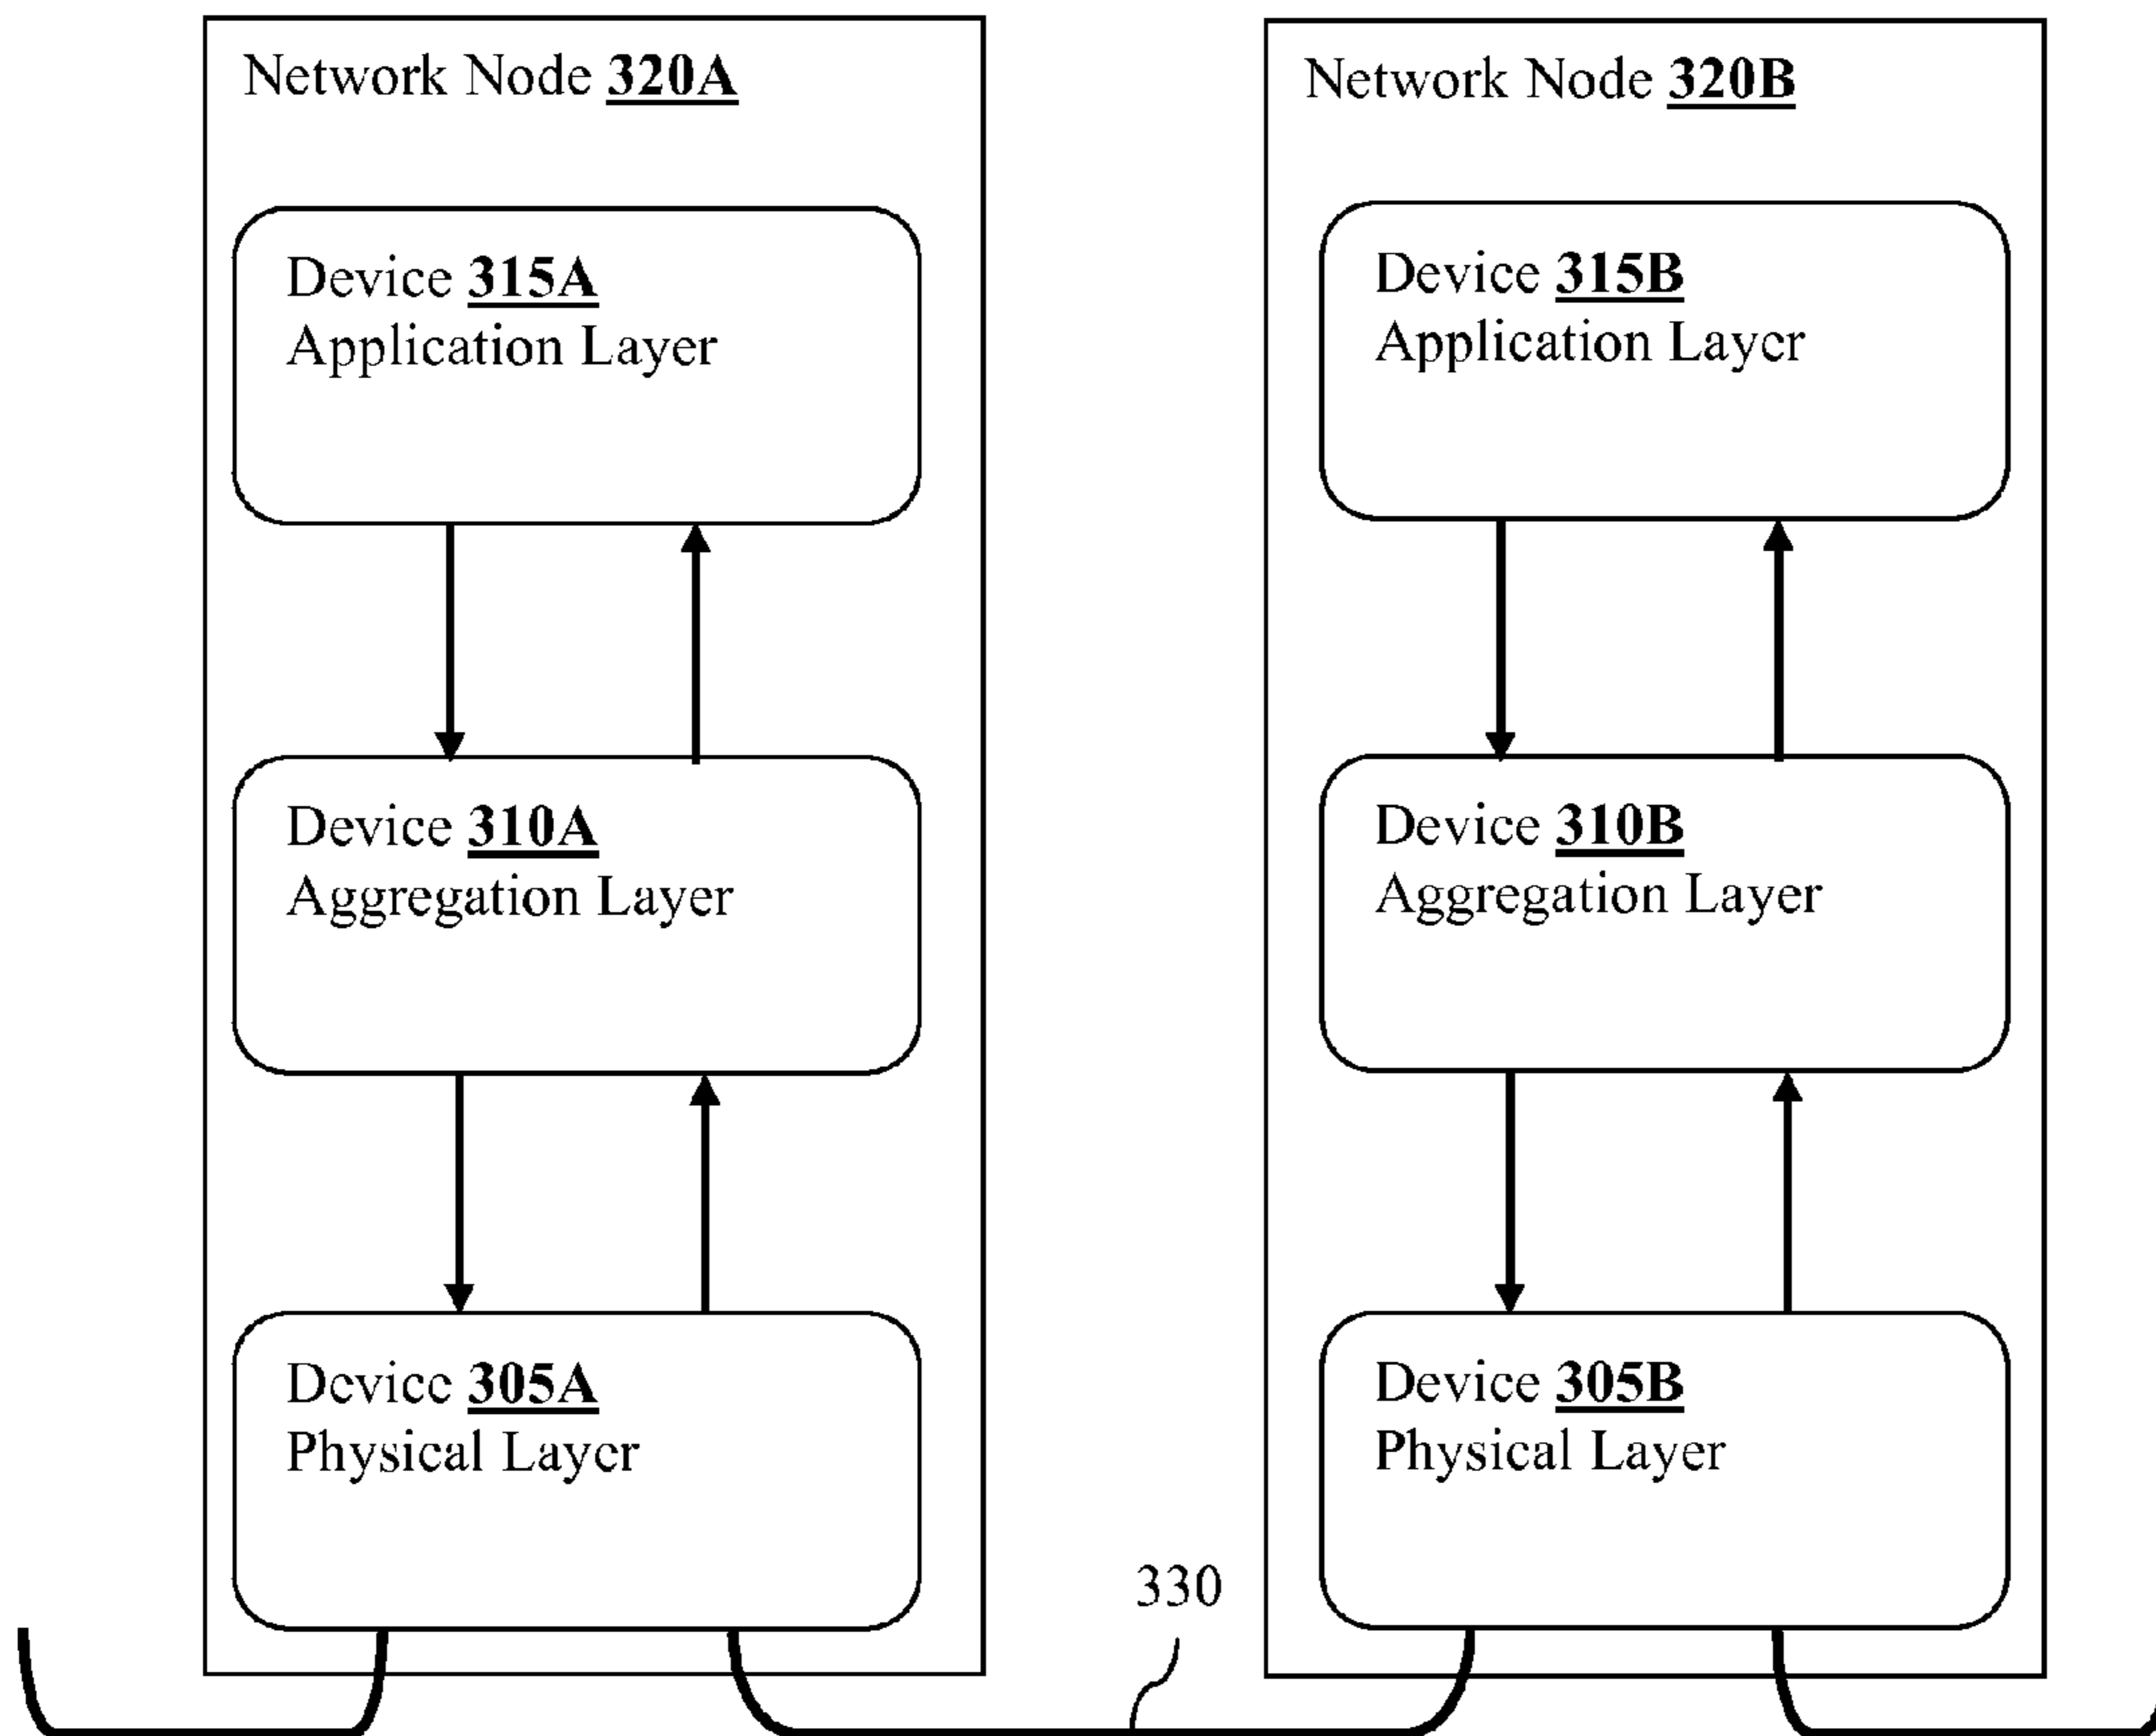 Network Node 320A
Device 315A
Application Layer
Device 310A
Aggregation Layer
Device 305A
Physical Layer
330
Network Node 320B
Device 315B
Application Layer
Device 310B
Aggregation Layer
Device 305B
Physical Layer